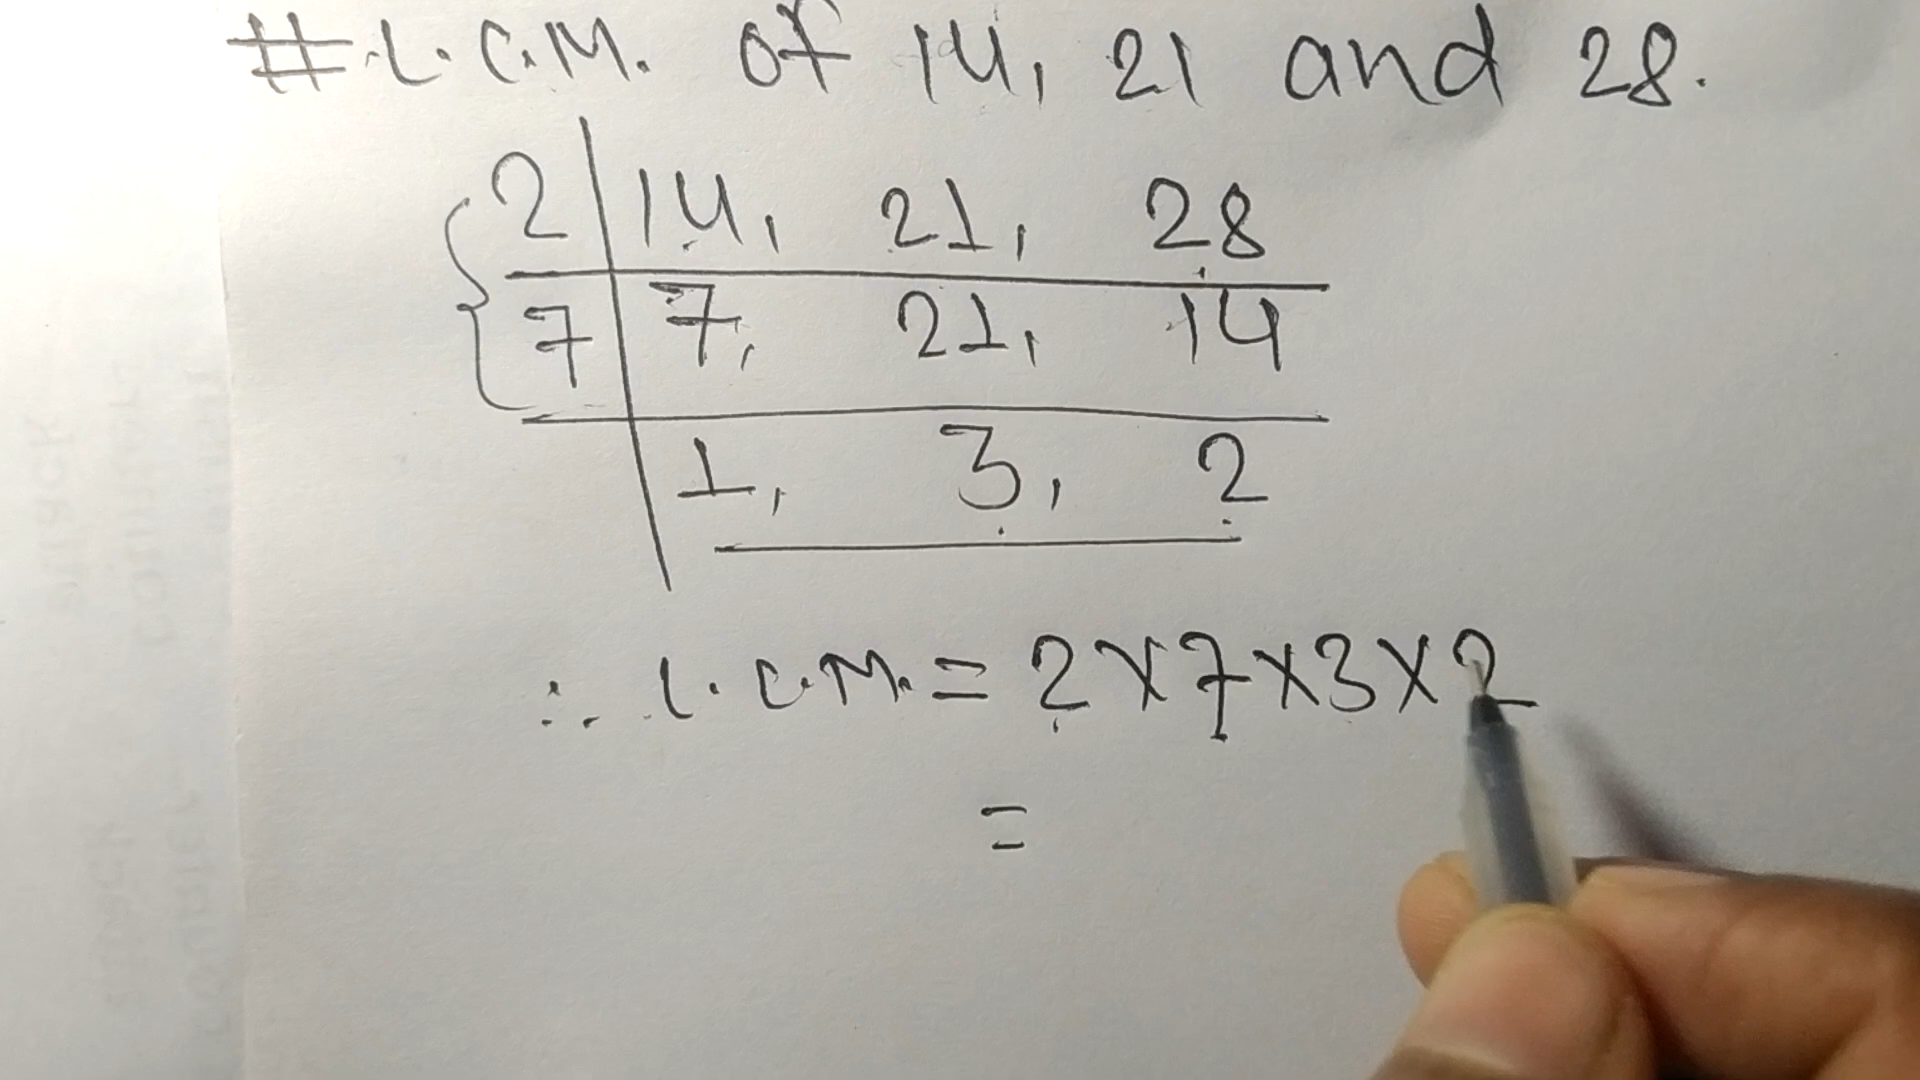 # L.C.M. of 14, 21 and 28.
2 | 14, 21, 28
7 | 7, 21, 14
1, 3, 2
∴ L.C.M. = 2×7×3×2
=